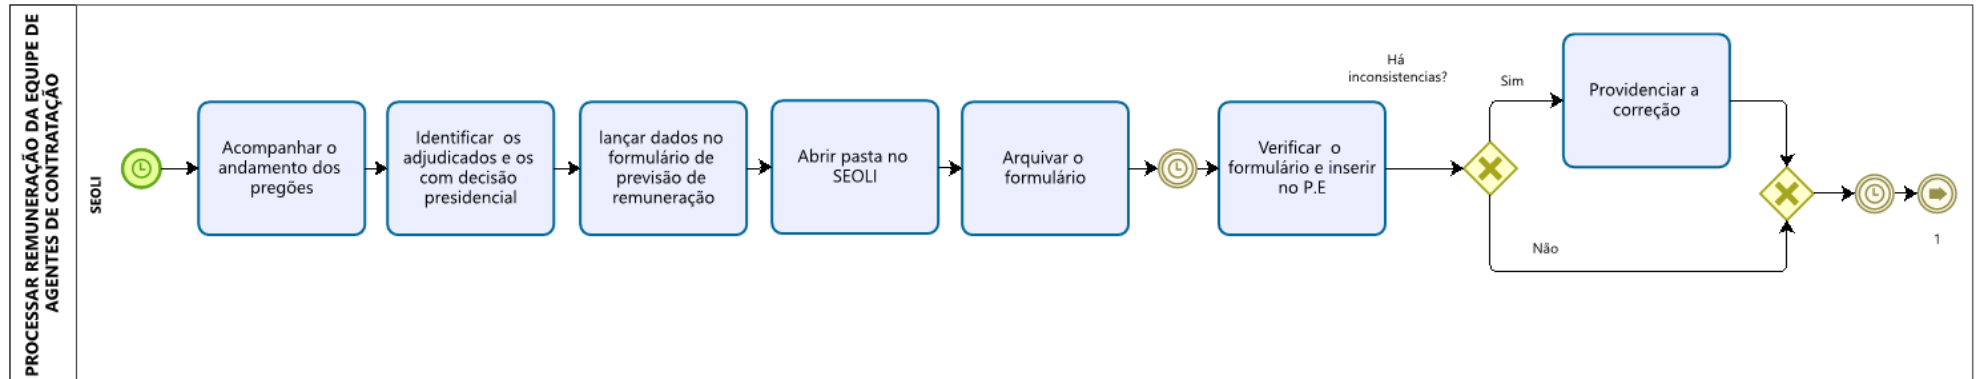 PROCESSAR REMUNERAÇÃO DA EQUIPE DE
AGENTES DE CONTRATAÇÃO
SEOLI
Acompanhar o
andamento dos
pregões
Identificar os
adjudicados e os
com decisão
presidencial
lançar dados no
formulário de
previsão de
remuneração
Abrir pasta no
SEOLI
Arquivar o
formulário
Verificar o
formulário e inserir
no P.E
Há
inconsistencias?
Sim
Providenciar a
correção
Não
1